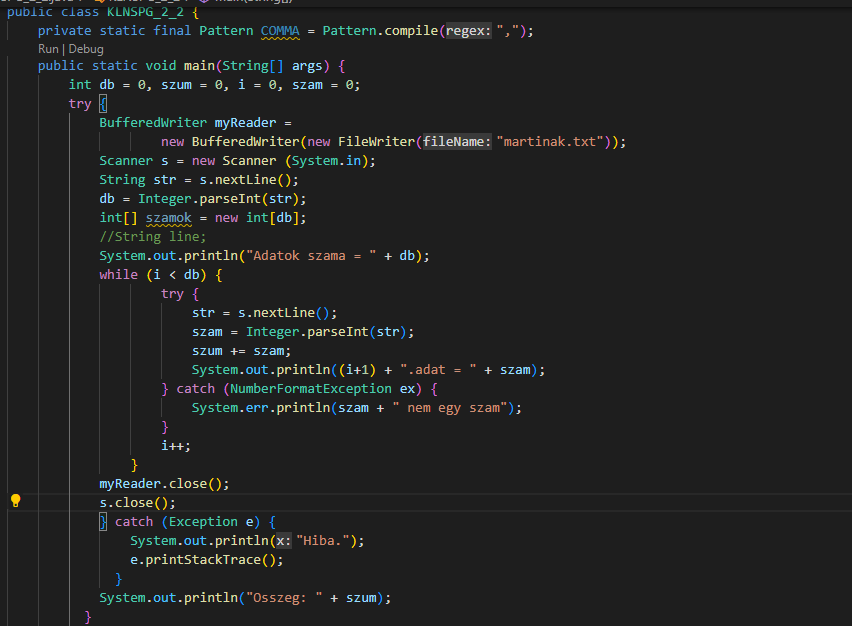 public class KLNSPG_2_2 {
private static final Pattern COMMA = Pattern.compile(regex: ",");
Run | Debug
public static void main(String[] args) {
int db = 0, szum = 0, i = 0, szam = 0;
try {
BufferedWriter myReader =
new BufferedWriter(new FileWriter(fileName: "martinak.txt"));
Scanner s = new Scanner (System.in);
String str = s.nextLine();
db = Integer.parseInt(str);
int[] szamok = new int[db];
//String line;
System.out.println("Adatok szama = " + db);
while (i < db) {
try {
str = s.nextLine();
szam = Integer.parseInt(str);
szum += szam;
System.out.println((i+1) + ".adat = " + szam);
} catch (NumberFormatException ex) {
System.err.println(szam + " nem egy szam");
}
i++;
}
myReader.close();
s.close();
} catch (Exception e) {
System.out.println(x: "Hiba.");
e.printStackTrace();
}
System.out.println("Osszeg: " + szum);
}